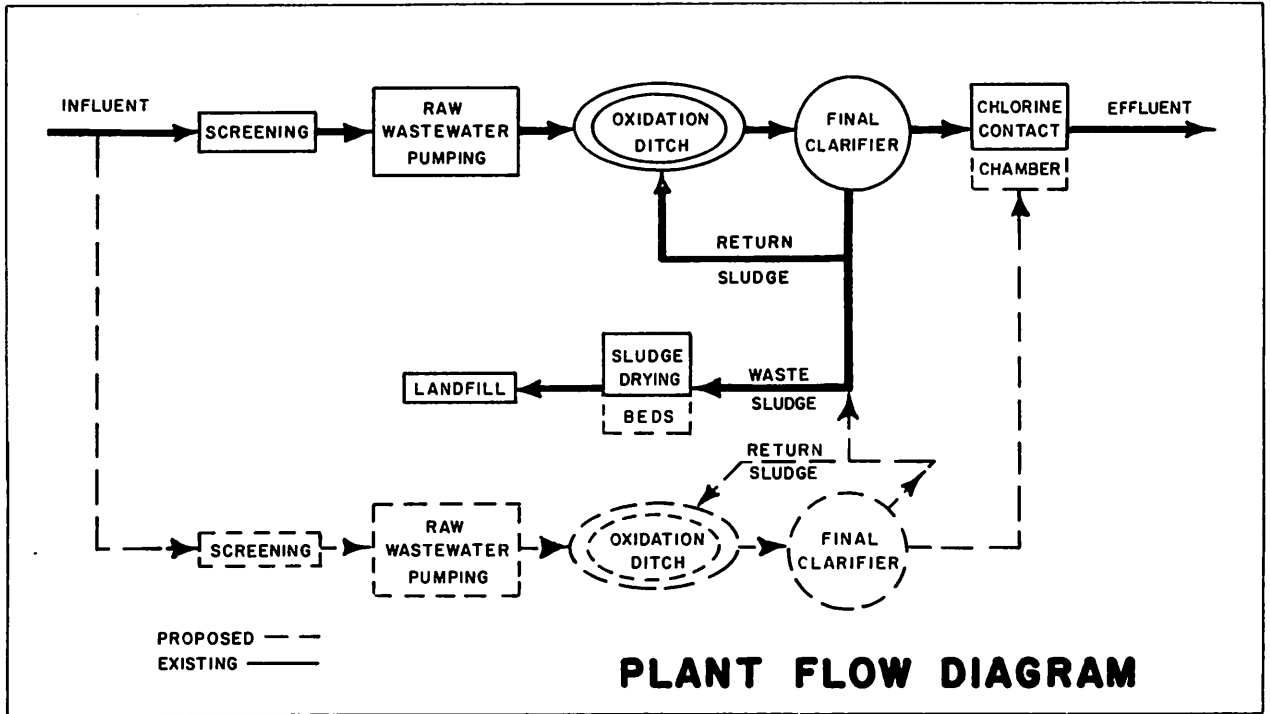 INFLUENT
SCREENING
RAW
WASTEWATER
PUMPING
OXIDATION
DITCH
FINAL
CLARIFIER
CHLORINE
CONTACT
CHAMBER
EFFLUENT
RETURN
SLUDGE
LANDFILL
SLUDGE
DRYING
BEDS
WASTE
SLUDGE
RETURN
SLUDGE
SCREENING
RAW
WASTEWATER
PUMPING
OXIDATION
DITCH
FINAL
CLARIFIER
PROPOSED
EXISTING
PLANT FLOW DIAGRAM